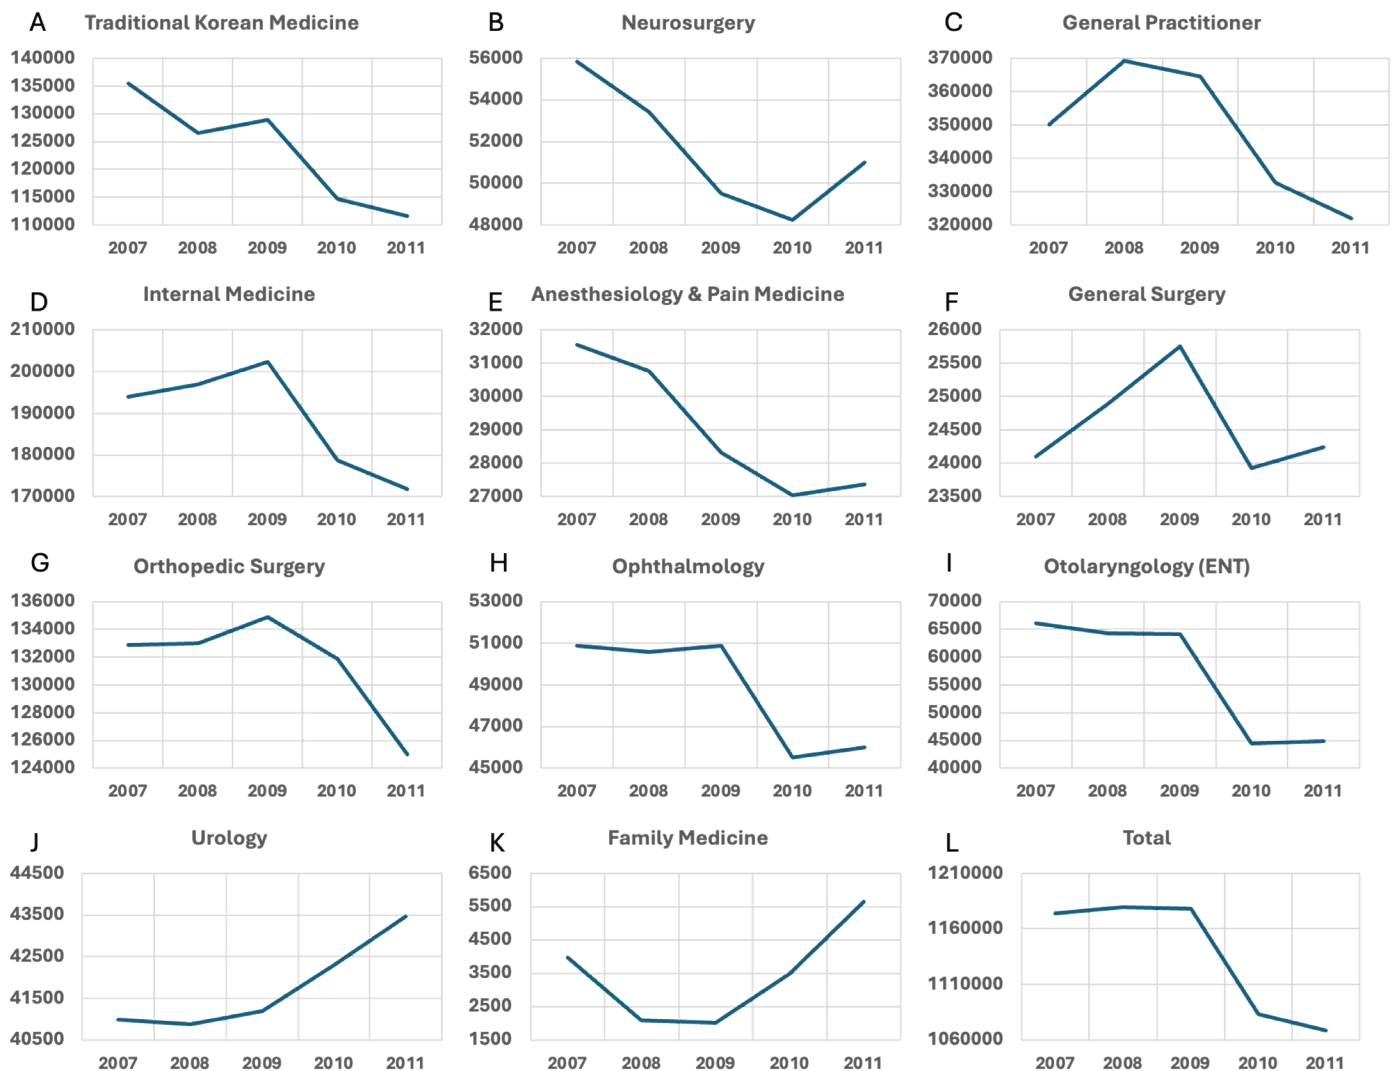 A Traditional Korean Medicine
140000
135000
130000
125000
120000
115000
110000
2007 2008 2009 2010 2011
B Neurosurgery
56000
54000
52000
50000
48000
2007 2008 2009 2010 2011
C General Practitioner
370000
360000
350000
340000
330000
320000
2007 2008 2009 2010 2011
D Internal Medicine
210000
200000
190000
180000
170000
2007 2008 2009 2010 2011
E Anesthesiology & Pain Medicine
32000
31000
30000
29000
28000
27000
2007 2008 2009 2010 2011
F General Surgery
26000
25500
25000
24500
24000
23500
2007 2008 2009 2010 2011
G Orthopedic Surgery
136000
134000
132000
130000
128000
126000
124000
2007 2008 2009 2010 2011
H Ophthalmology
53000
51000
49000
47000
45000
2007 2008 2009 2010 2011
I Otolaryngology (ENT)
70000
65000
60000
55000
50000
45000
40000
2007 2008 2009 2010 2011
J Urology
44500
43500
42500
41500
40500
2007 2008 2009 2010 2011
K Family Medicine
6500
5500
4500
3500
2500
1500
2007 2008 2009 2010 2011
L Total
1210000
1160000
1110000
1060000
2007 2008 2009 2010 2011